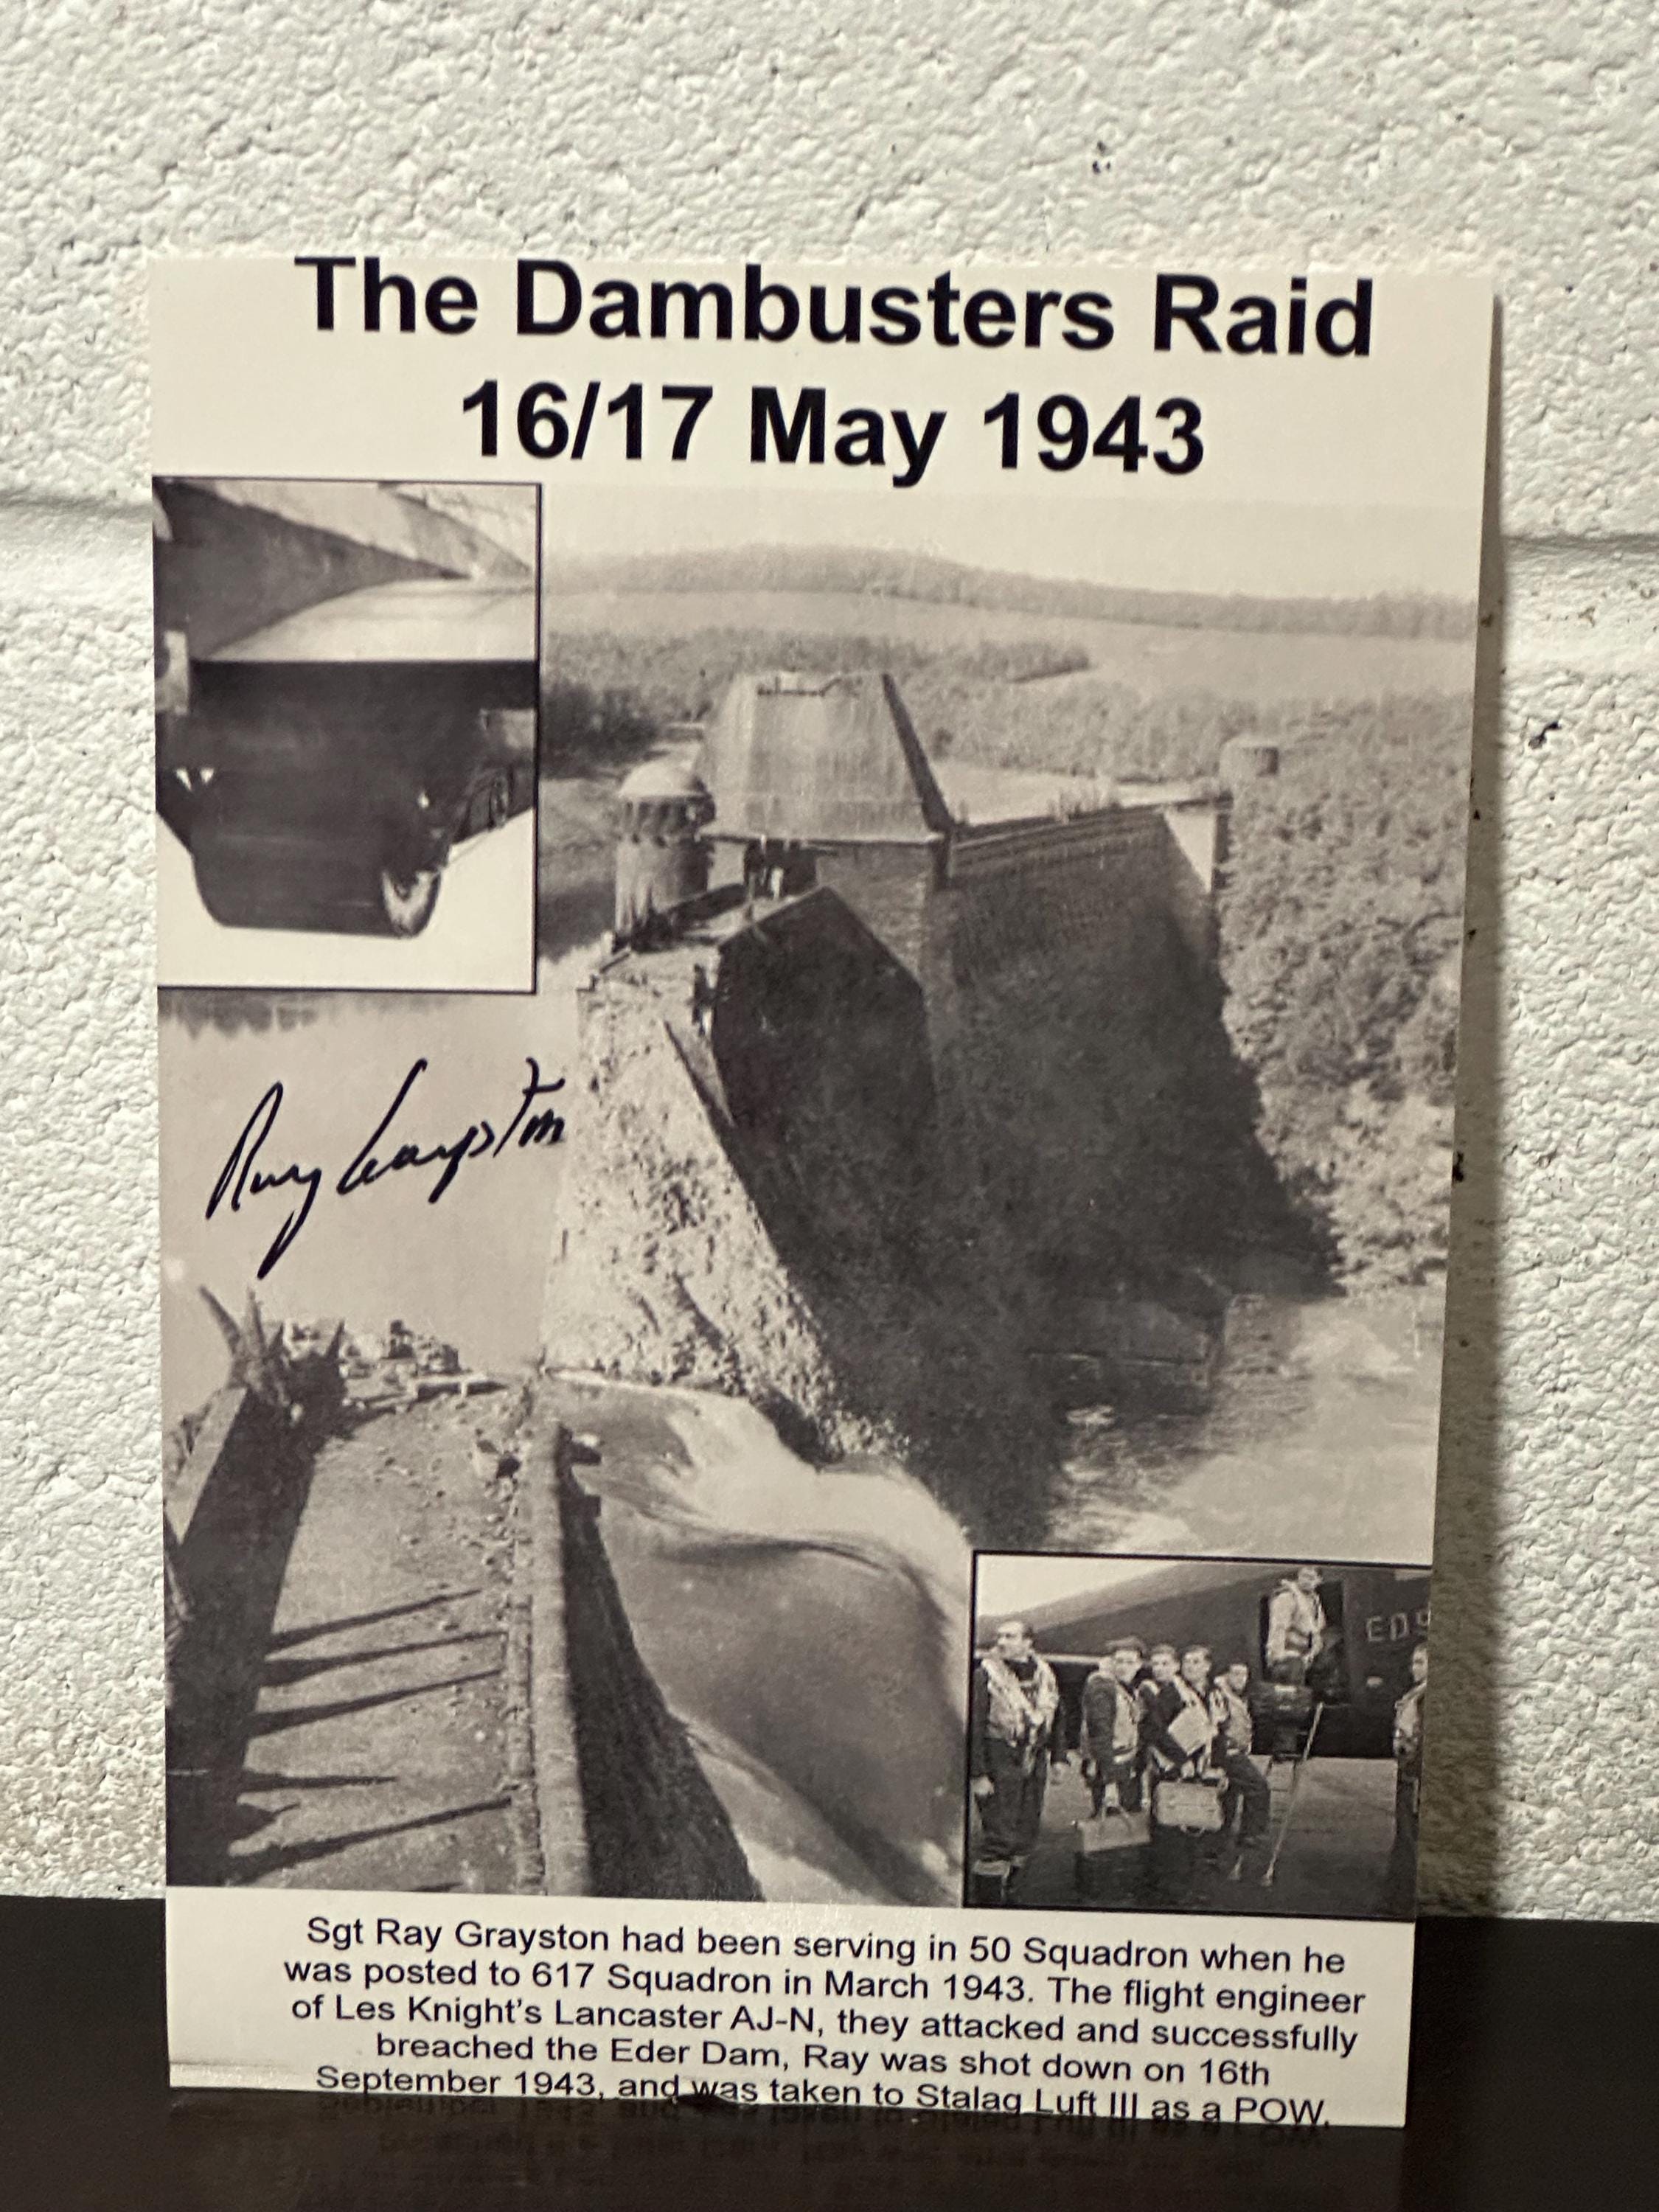 The Dambusters Raid
16/17 May 1943
Ray Grayston
ED9
Sgt Ray Grayston had been serving in 50 Squadron when he
was posted to 617 Squadron in March 1943. The flight engineer
of Les Knight's Lancaster AJ-N, they attacked and successfully
breached the Eder Dam, Ray was shot down on 16th
September 1943, and was taken to Stalag Luft III as a POW.